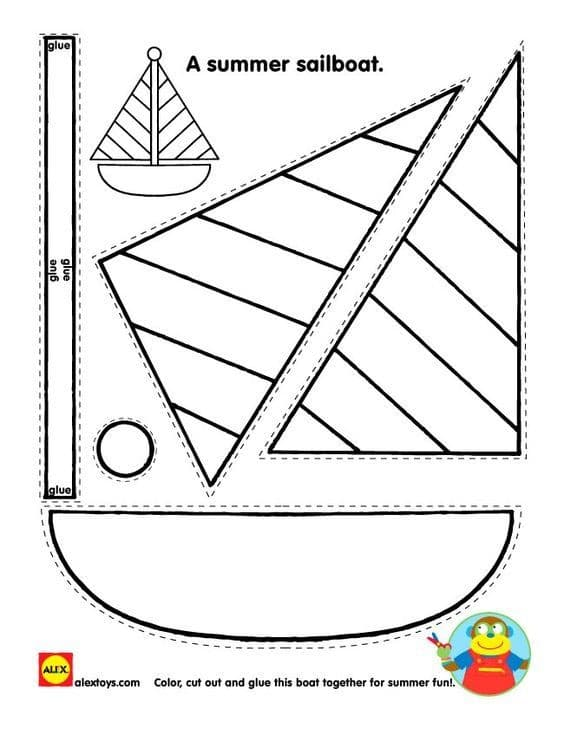 glue
A summer sailboat.
glue
glue
glue
ALEX
alextoys.com
Color, cut out and glue this boat together for summer fun!.